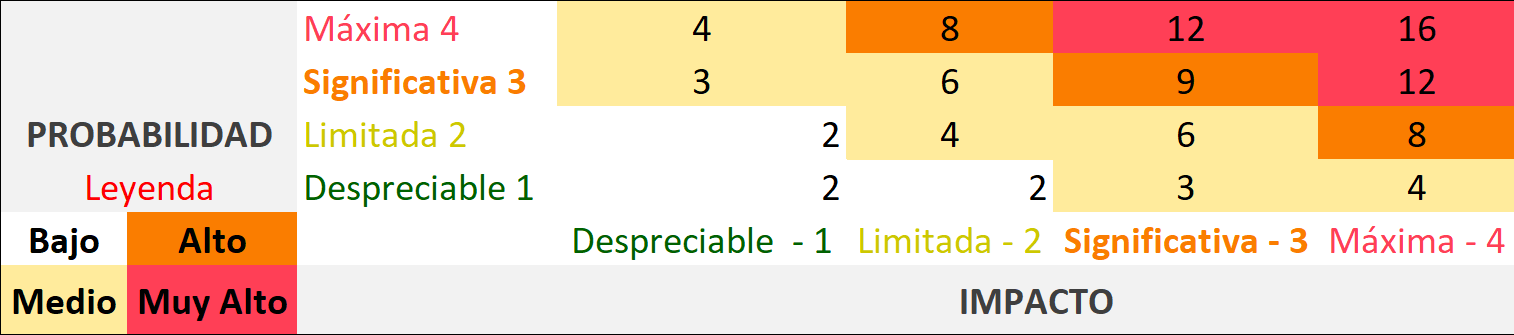 Máxima 4 4 8 12 16
Significativa 3 3 6 9 12
PROBABILIDAD Limitada 2 2 4 6 8
Leyenda Despreciable 1 2 2 3 4
Bajo Alto Despreciable - 1 Limitada - 2 Significativa - 3 Máxima - 4
Medio Muy Alto IMPACTO